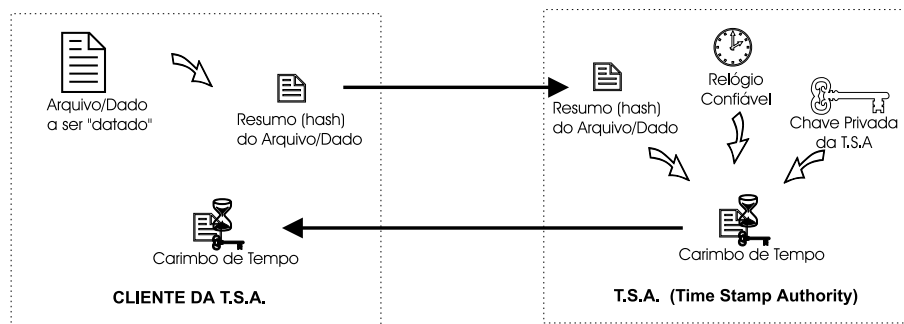 Arquivo/Dado
a ser "datado"
Resumo (hash)
do Arquivo/Dado
Carimbo de Tempo
CLIENTE DA T.S.A.
Resumo (hash)
do Arquivo/Dado
Relógio
Confiável
Chave Privada
da T.S.A
Carimbo de Tempo
T.S.A. (Time Stamp Authority)